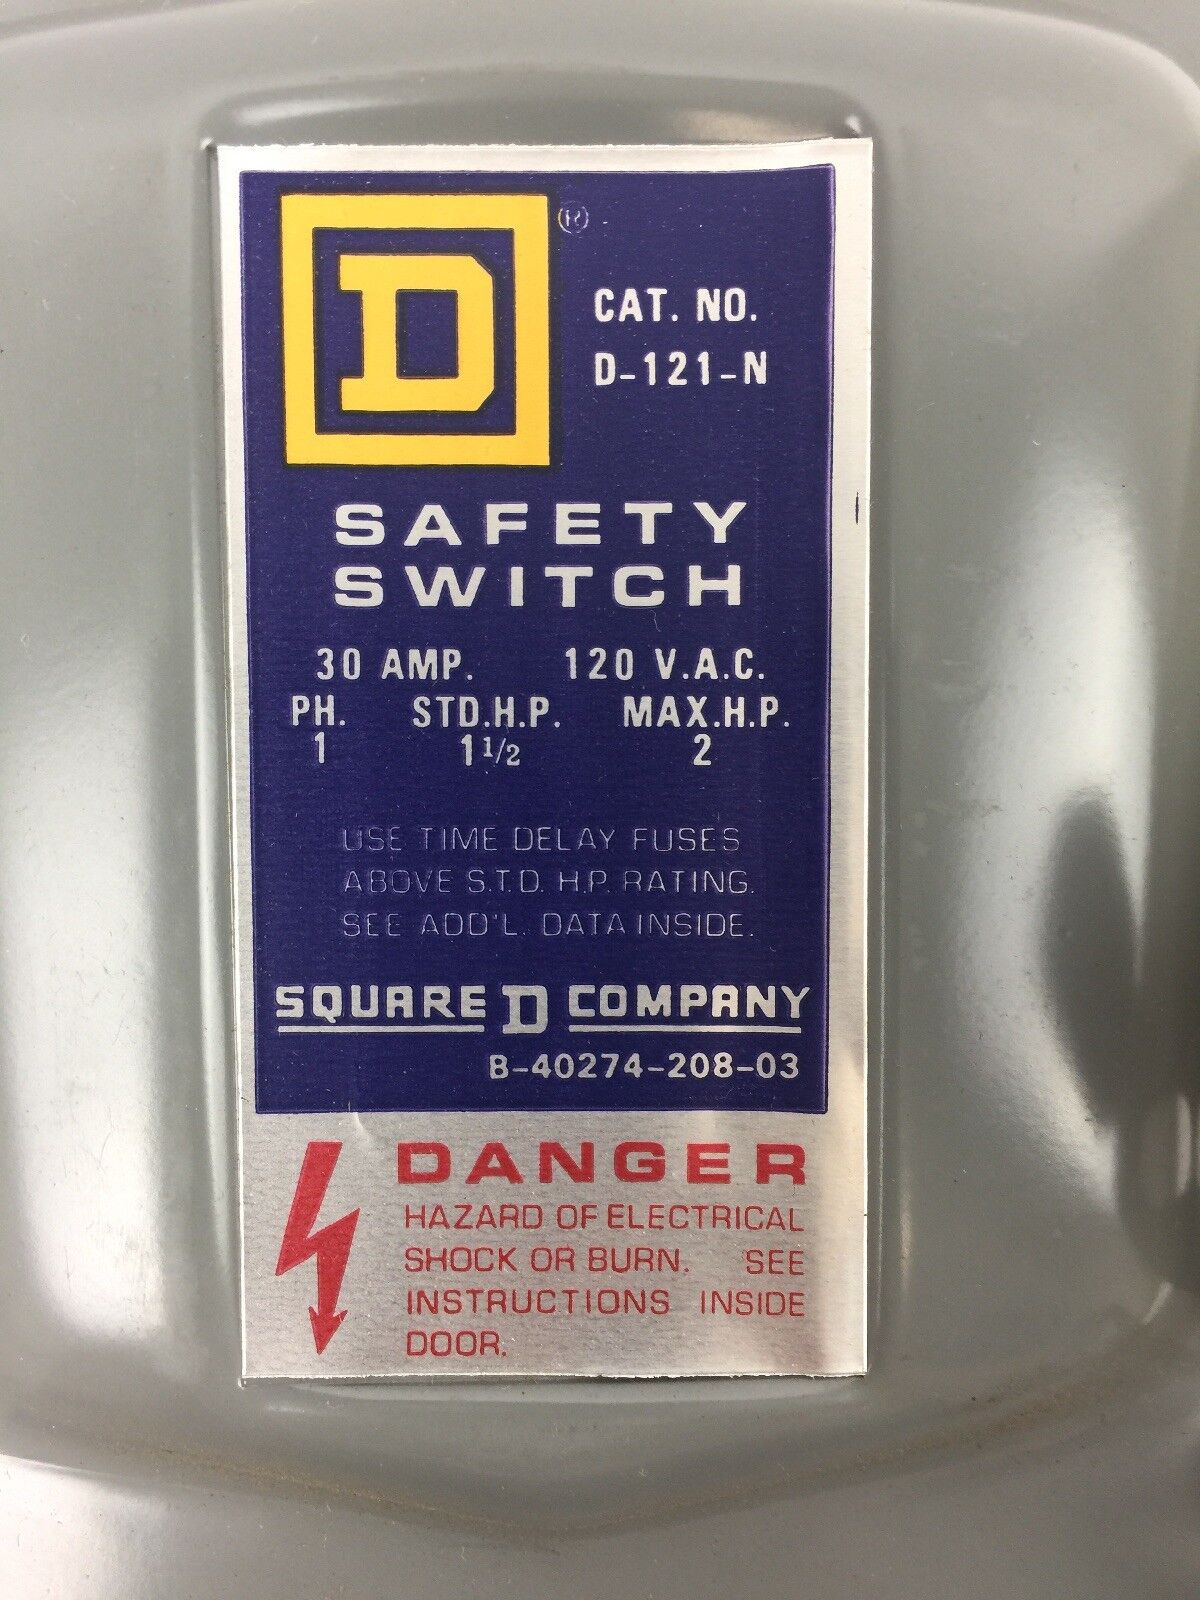 D ®
CAT. NO.
D-121-N
SAFETY
SWITCH
30 AMP. 120 V.A.C.
PH. STD.H.P. MAX.H.P.
1 1 1/2 2
USE TIME DELAY FUSES
ABOVE S.T.D. H.P. RATING.
SEE ADD'L. DATA INSIDE.
SQUARE D COMPANY
B-40274-208-03
DANGER
HAZARD OF ELECTRICAL
SHOCK OR BURN. SEE
INSTRUCTIONS INSIDE
DOOR.